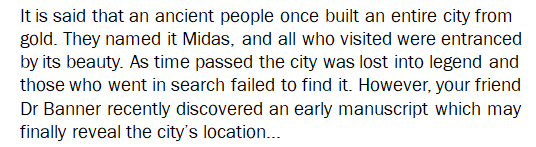 It is said that an ancient people once built an entire city from
gold. They named it Midas, and all who visited were entranced
by its beauty. As time passed the city was lost into legend and
those who went in search failed to find it. However, your friend
Dr Banner recently discovered an early manuscript which may
finally reveal the city's location...